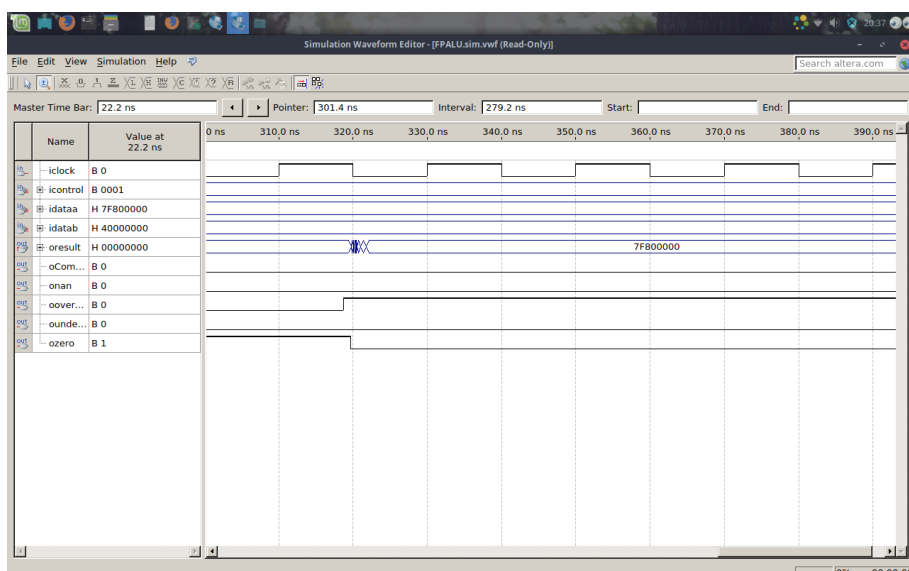 20:37
Simulation Waveform Editor - [FPALU.sim.vwf (Read-Only)]
File Edit View Simulation Help
Search altera.com
Master Time Bar: 22.2 ns Pointer: 301.4 ns Interval: 279.2 ns Start: End:
Name Value at 22.2 ns
0 ns 310.0 ns 320.0 ns 330.0 ns 340.0 ns 350.0 ns 360.0 ns 370.0 ns 380.0 ns 390.0 ns
iclock B 0
icontrol B 0001
idataa H 7F800000
idatab H 40000000
oresult H 00000000 7F800000
oCom... B 0
onan B 0
oover... B 0
ounde... B 0
ozero B 1